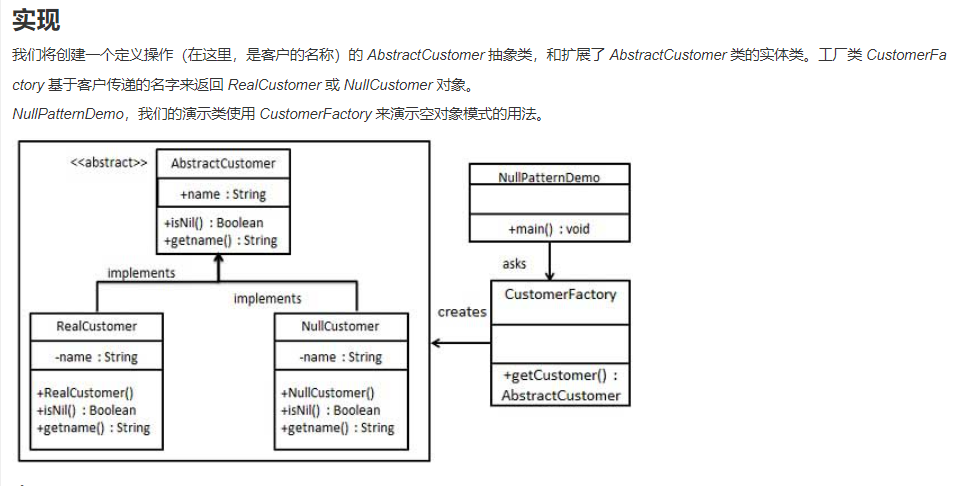 实现
我们将创建一个定义操作（在这里，是客户的名称）的 AbstractCustomer 抽象类，和扩展了 AbstractCustomer 类的实体类。工厂类 CustomerFa
ctory 基于客户传递的名字来返回 RealCustomer 或 NullCustomer 对象。
NullPatternDemo，我们的演示类使用 CustomerFactory 来演示空对象模式的用法。
<<abstract>>
AbstractCustomer
+name : String
+isNil() : Boolean
+getname() : String
implements
implements
RealCustomer
-name : String
+RealCustomer()
+isNil() : Boolean
+getname() : String
NullCustomer
-name : String
+NullCustomer()
+isNil() : Boolean
+getname() : String
NullPatternDemo
+main() : void
asks
creates
CustomerFactory
+getCustomer() :
AbstractCustomer